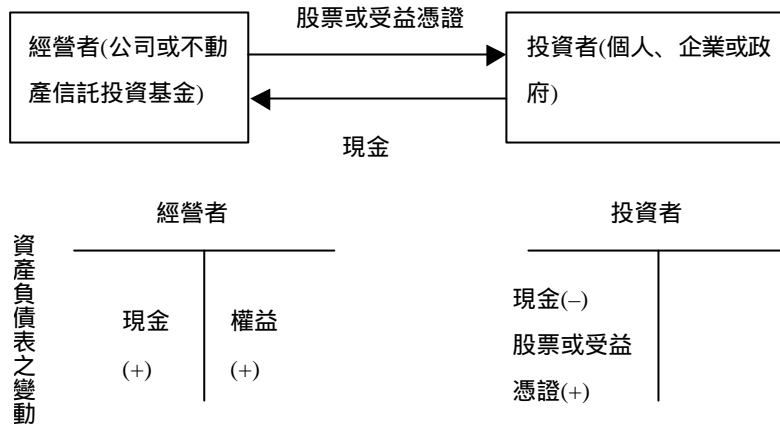 股票或受益憑證
經營者(公司或不動
產信託投資基金)
投資者(個人、企業或政
府)
現金
經營者
投資者
資產負債表之變動
現金
(+)
權益
(+)
現金(–)
股票或受益
憑證(+)